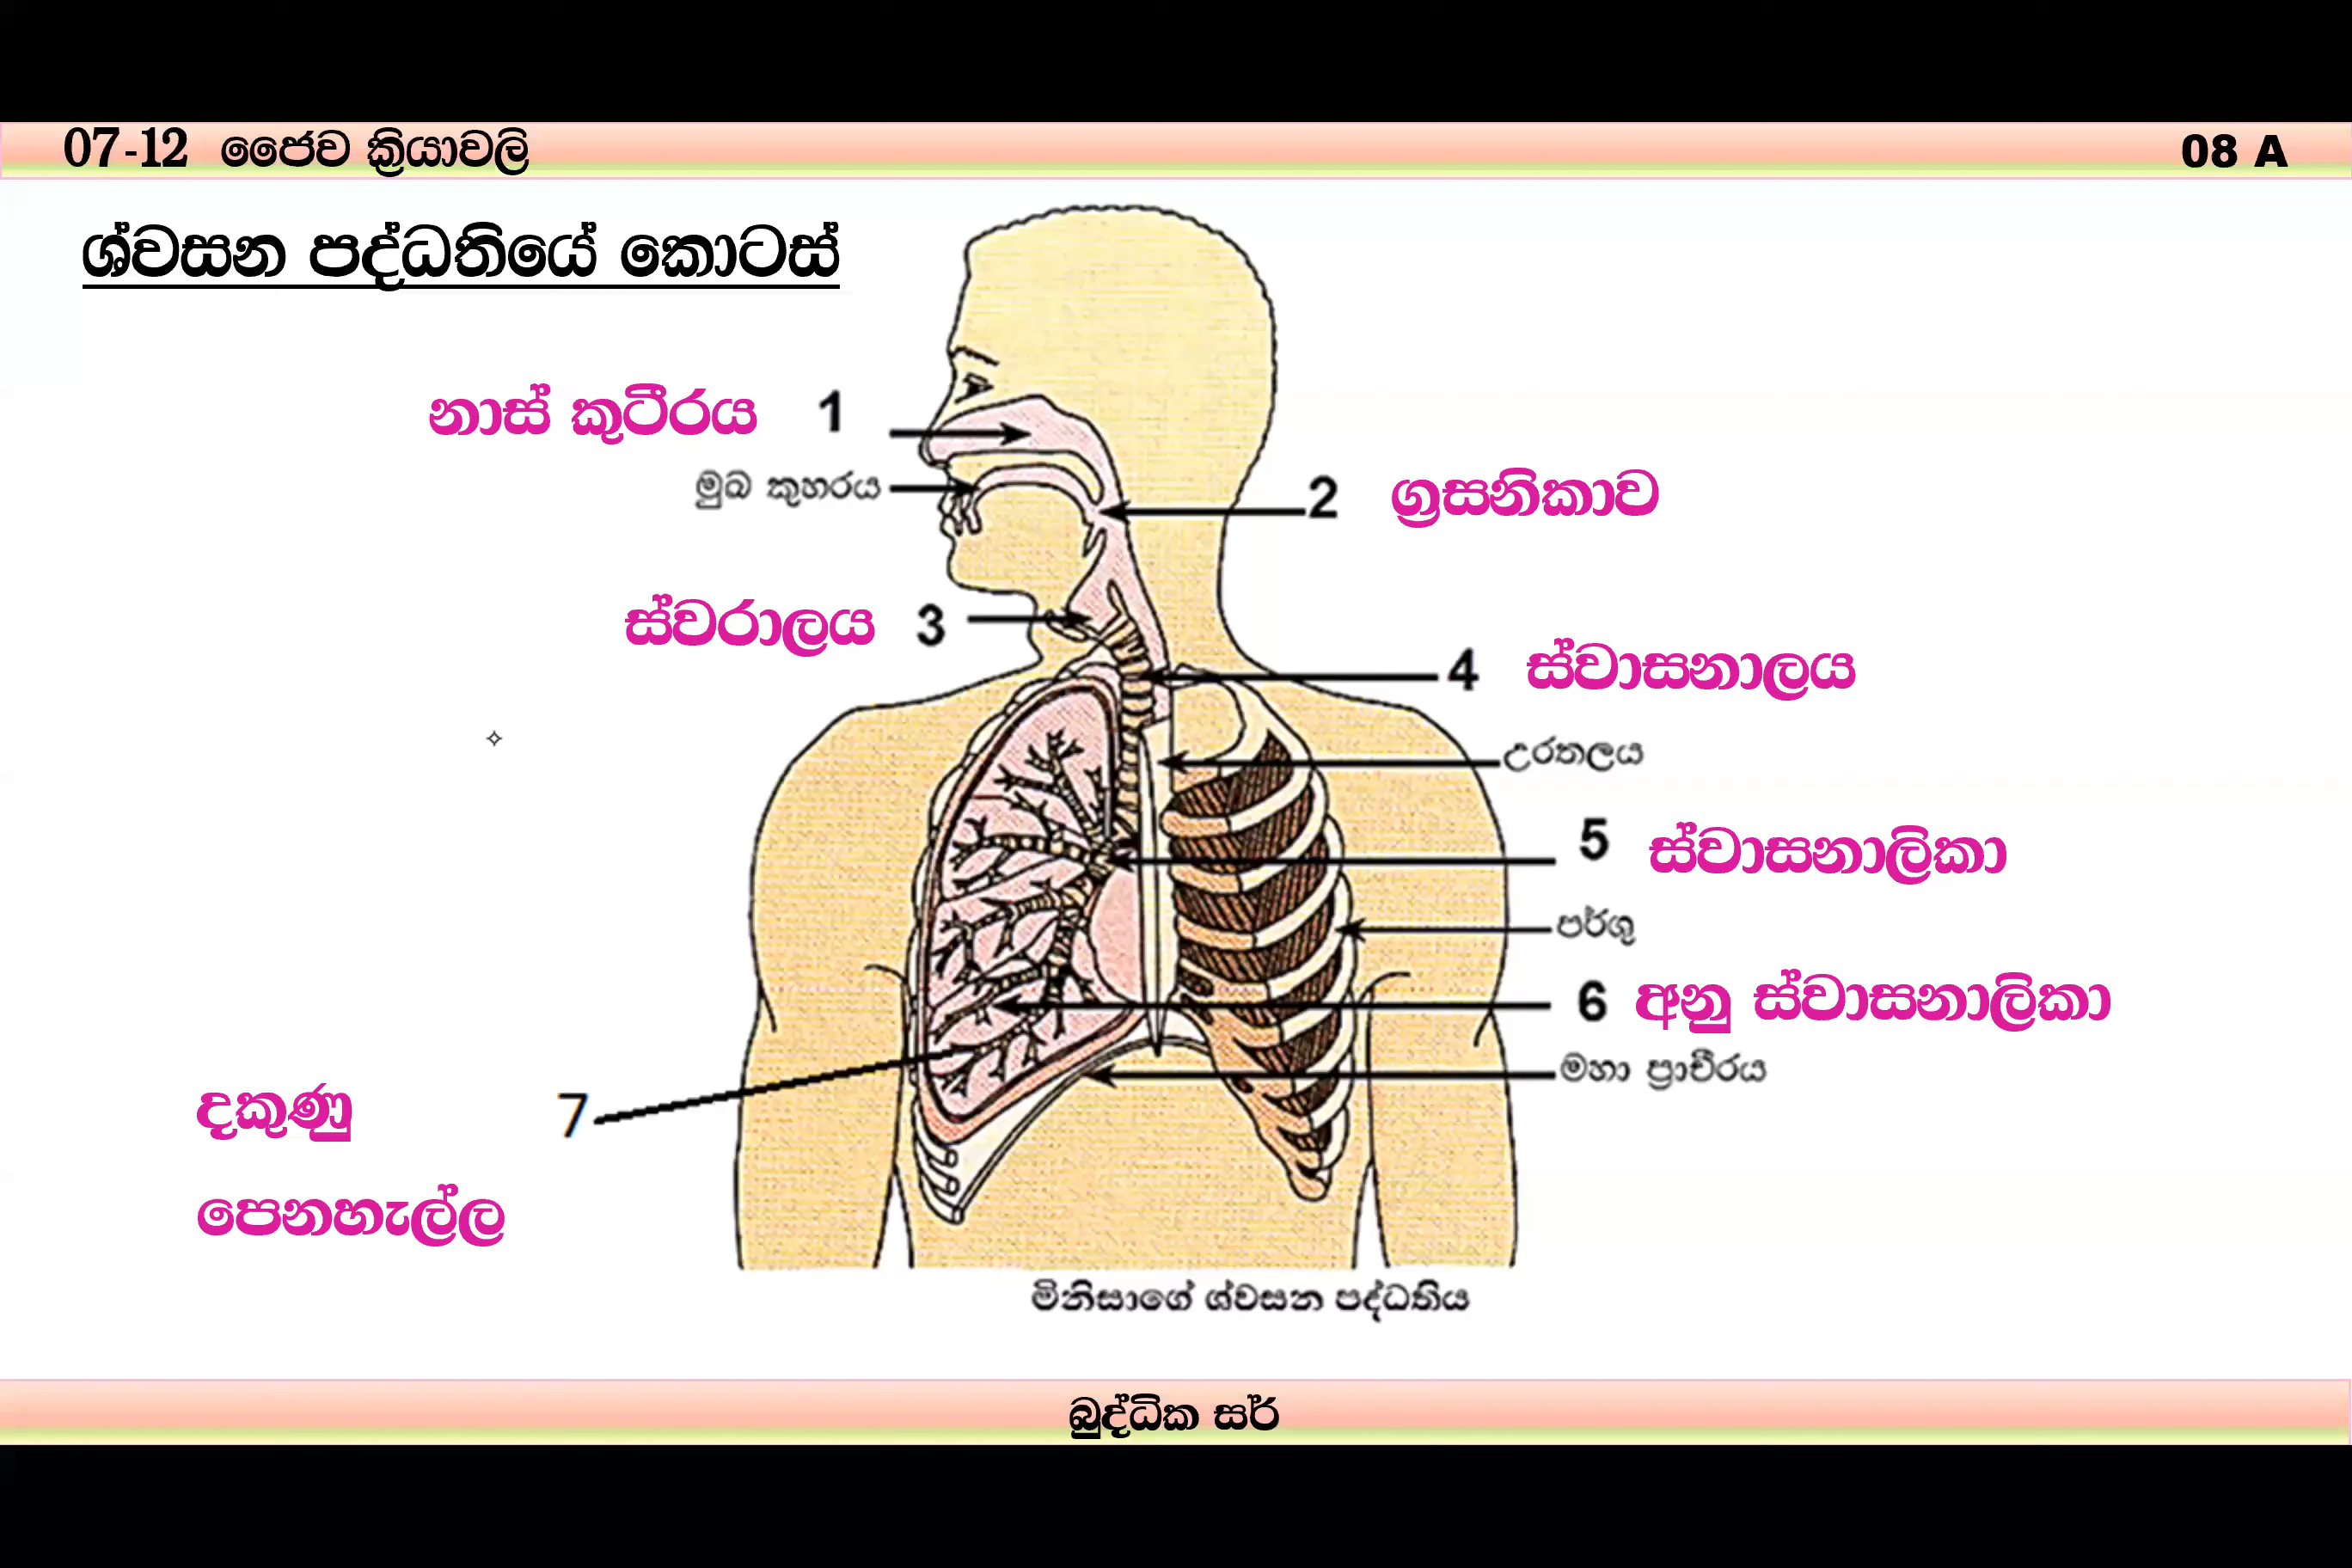 07-12 ජෛව ක්‍රියාවලි
08 A
ශ්වසන පද්ධතියේ කොටස්
නාස් කුටීරය 1
මුඛ කුහරය
2 ග්‍රසනිකාව
ස්වරාලය 3
4 ස්වාසනාලය
උරතලය
5 ස්වාසනාලිකා
පර්ශු
6 අනු ස්වාසනාලිකා
මහා ප්‍රාචීරය
දකුණු 7
පෙනහැල්ල
මිනිසාගේ ශ්වසන පද්ධතිය
බුද්ධික සර්